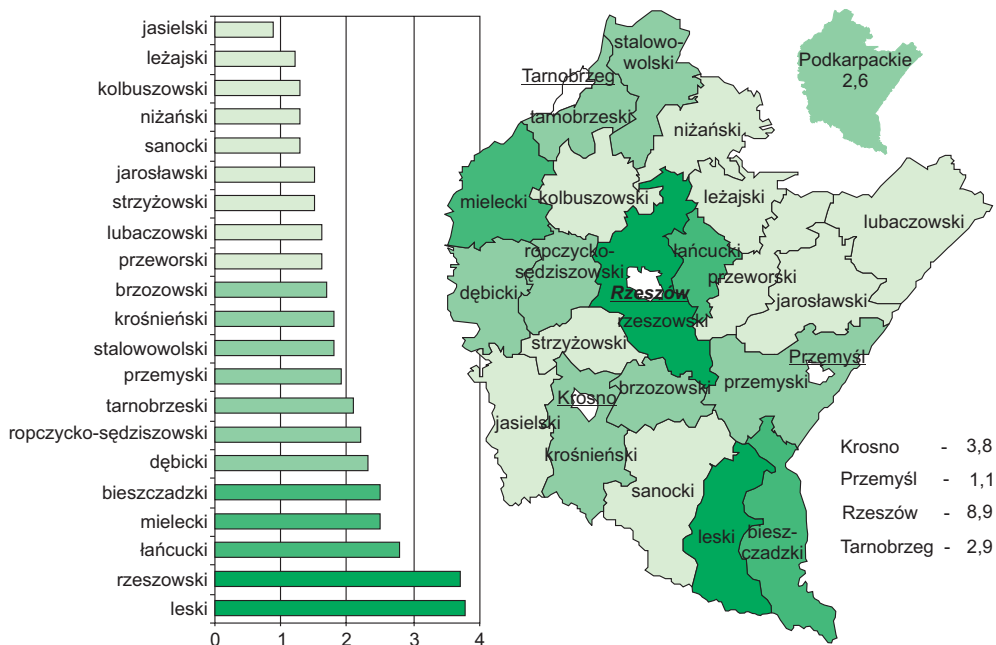 jasielski
leżajski
kolbuszowski
niżański
sanocki
jarosławski
strzyżowski
lubaczowski
przeworski
brzozowski
krośnieński
stalowowolski
przemyski
tarnobrzeski
ropczycko-sędziszowski
dębicki
bieszczadzki
mielecki
łańcucki
rzeszowski
leski
0 1 2 3 4
stalowo-
wolski
Tarnobrzeg
tarnobrzeski
niżański
mielecki
kolbuszowski
leżajski
lubaczowski
ropczycko-
sędziszowski
łańcucki
dębicki
przeworski
Rzeszów
jarosławski
rzeszowski
strzyżowski
Przemyśl
przemyski
brzozowski
Krosno
jasielski
krośnieński
sanocki
leski
biesz-
czadzki
Podkarpackie
2,6
Krosno - 3,8
Przemyśl - 1,1
Rzeszów - 8,9
Tarnobrzeg - 2,9